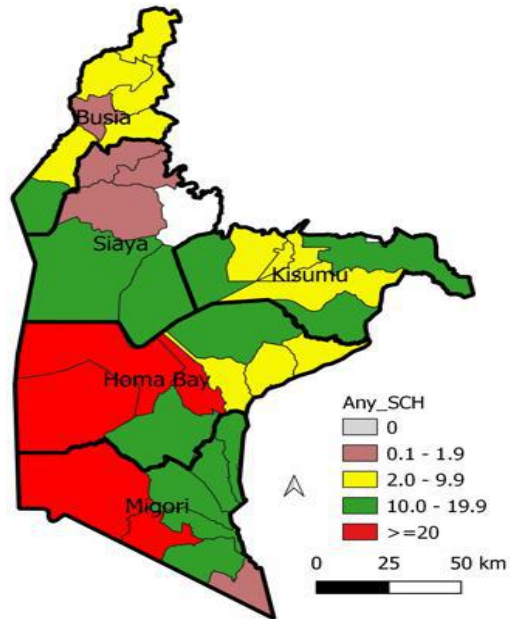 Busia
Siaya
Kisumu
Homa Bay
Migori
Any_SCH
0
0.1 - 1.9
2.0 - 9.9
10.0 - 19.9
>=20
0 25 50 km